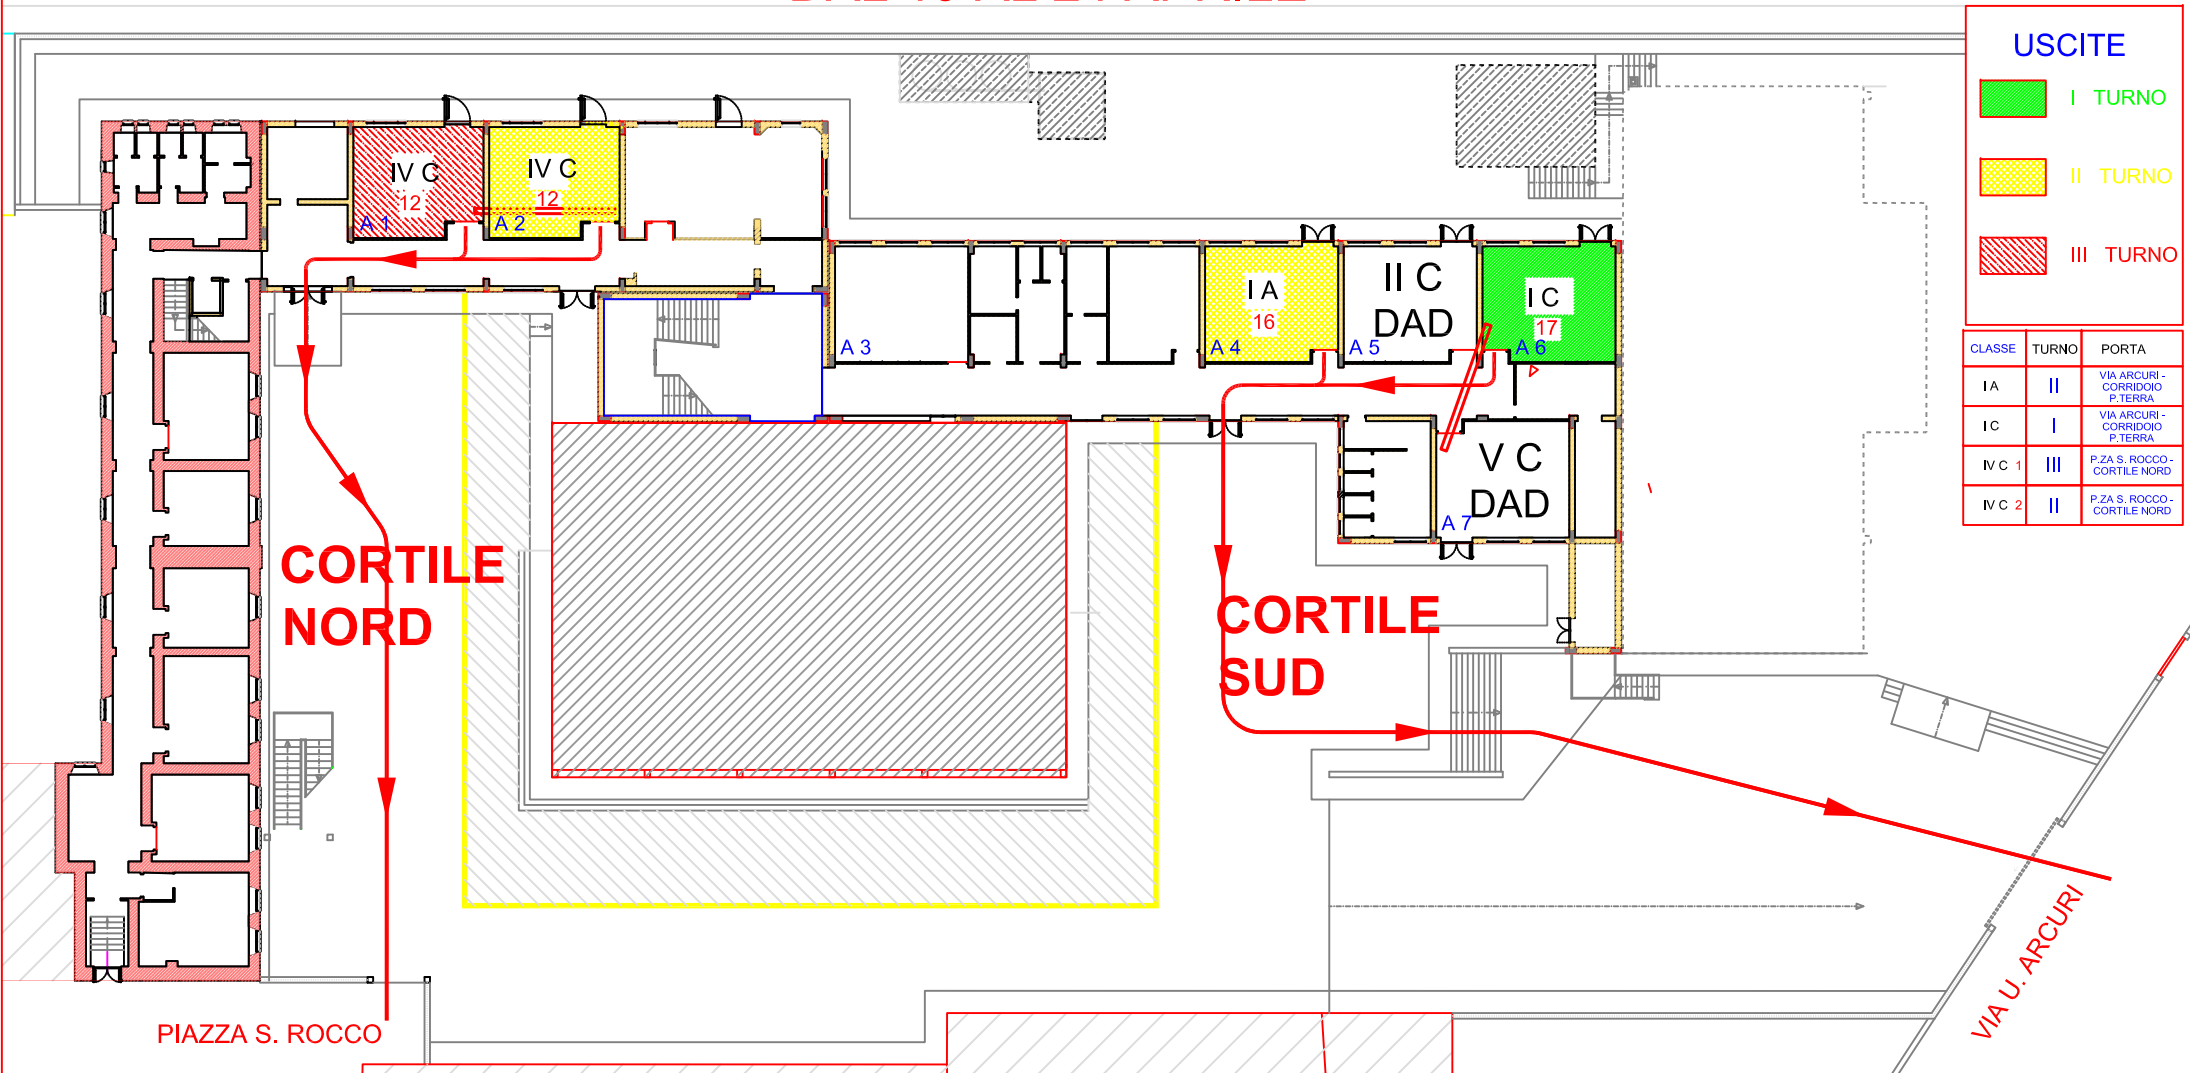 USCITE
I TURNO
II TURNO
III TURNO
IV C
12
A 1
IV C
12
A 2
A 3
I A
16
A 4
II C
DAD
A 5
I C
17
A 6
V C
DAD
A 7
CLASSE TURNO PORTA
I A II VIA ARCURI -
CORRIDOIO
P.TERRA
I C I VIA ARCURI -
CORRIDOIO
P.TERRA
IV C 1 III P.ZA S. ROCCO -
CORTILE NORD
IV C 2 II P.ZA S. ROCCO -
CORTILE NORD
CORTILE
NORD
CORTILE
SUD
PIAZZA S. ROCCO
VIA U. ARCURI